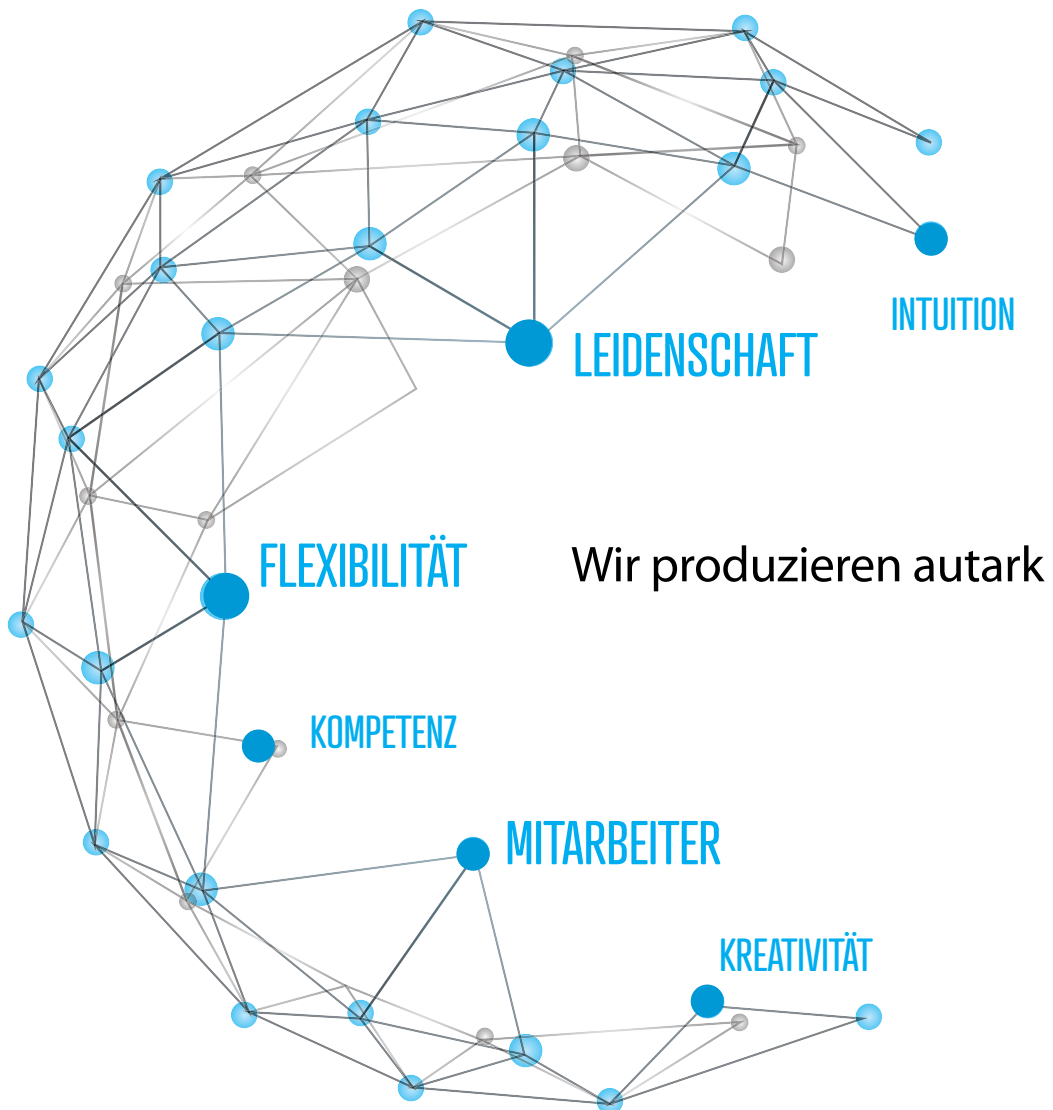 INTUITION
LEIDENSCHAFT
FLEXIBILITÄT
Wir produzieren autark
KOMPETENZ
MITARBEITER
KREATIVITÄT